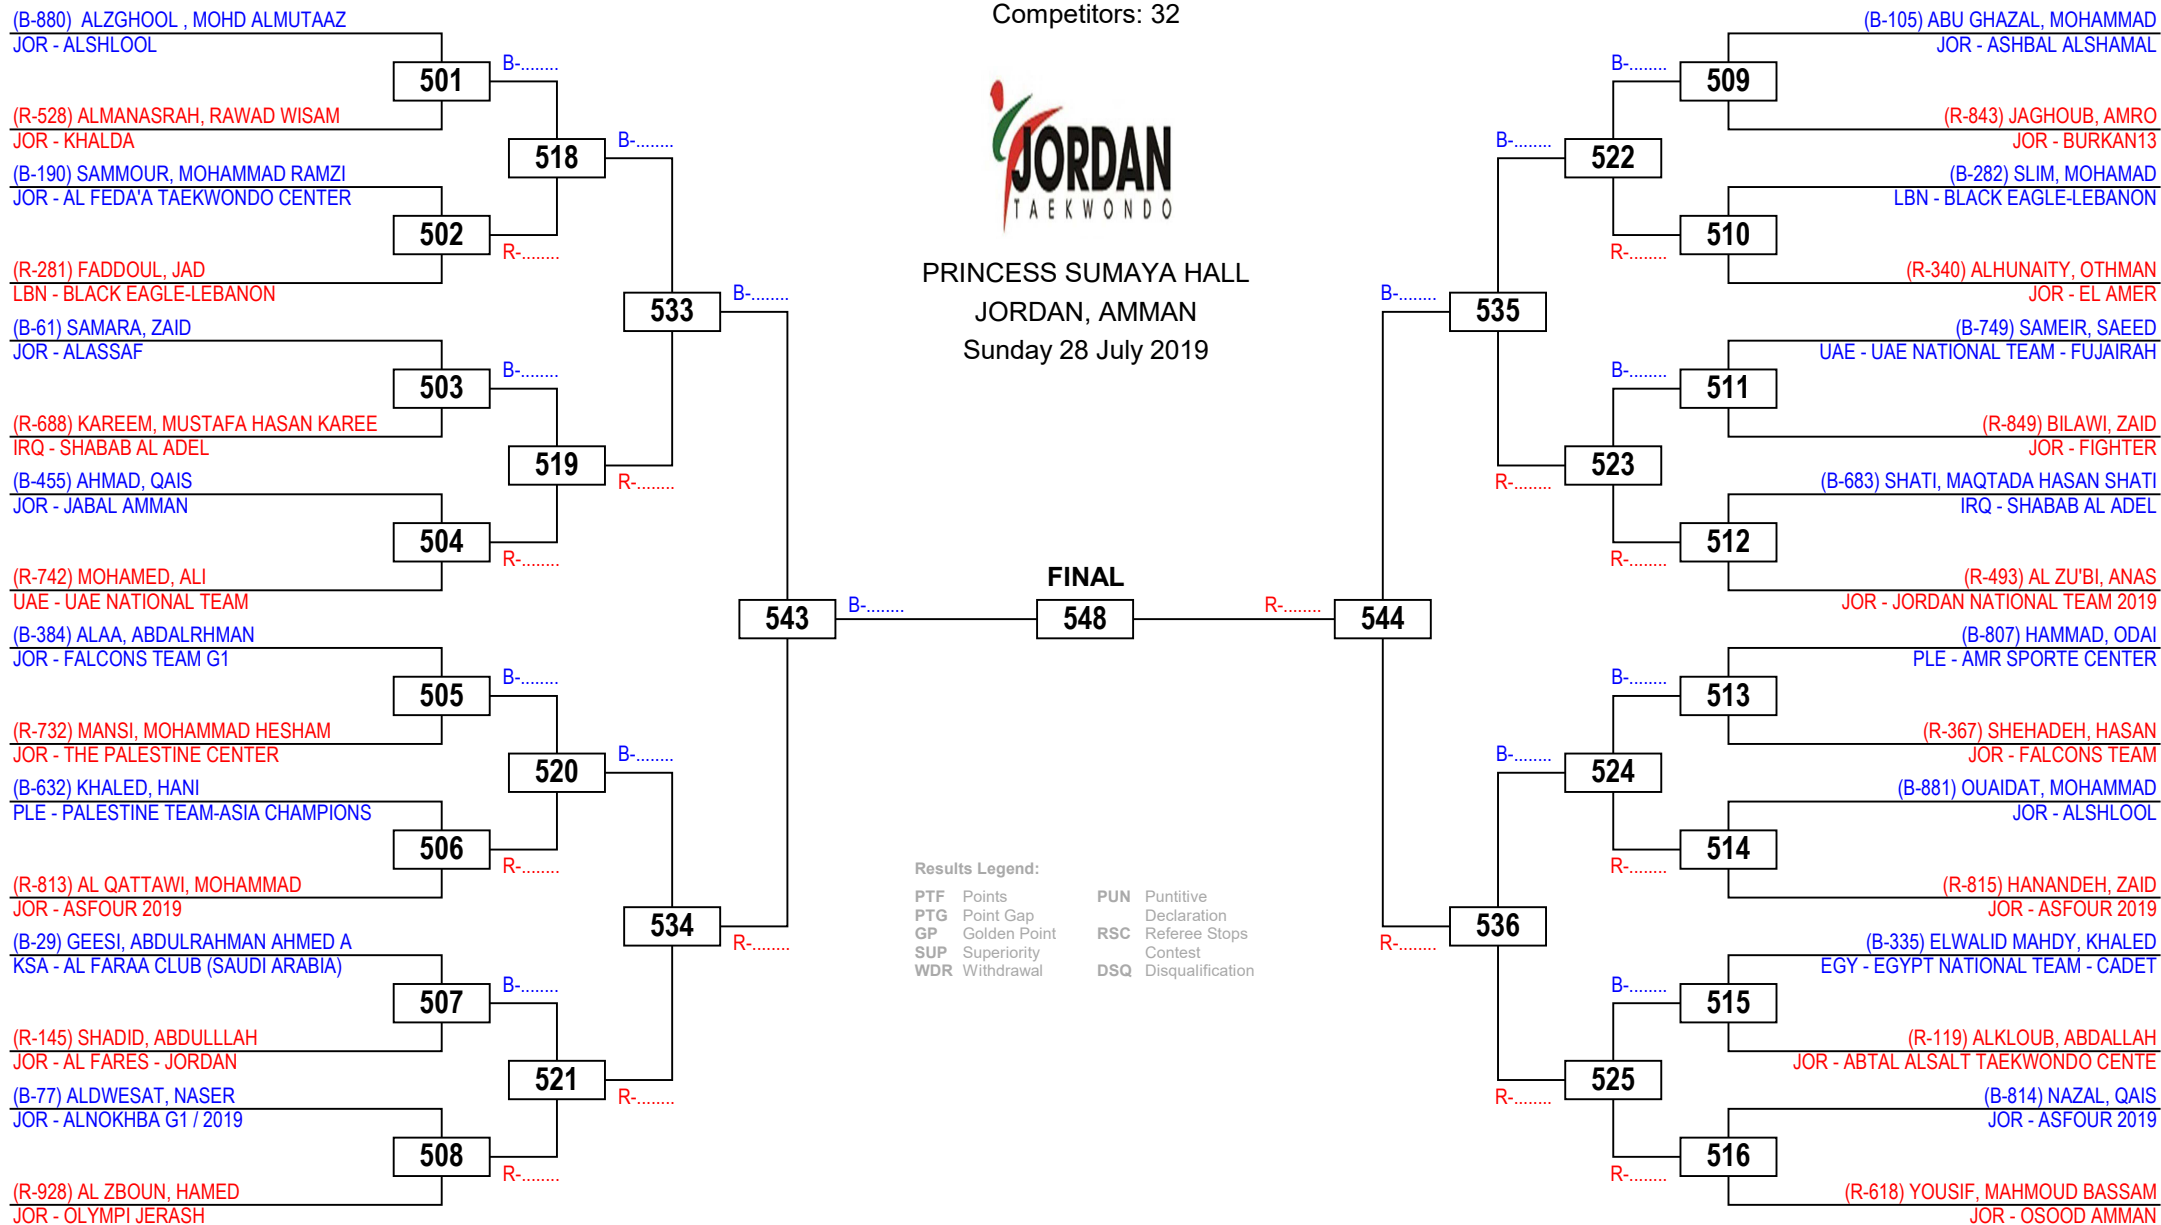 Competitors: 32
JORDAN
TAEKWONDO
PRINCESS SUMAYA HALL
JORDAN, AMMAN
Sunday 28 July 2019
(B-880)  ALZGHOOL , MOHD ALMUTAAZ
JOR - ALSHLOOL
501
(R-528) ALMANASRAH, RAWAD WISAM
JOR - KHALDA
(B-190) SAMMOUR, MOHAMMAD RAMZI
JOR - AL FEDA'A TAEKWONDO CENTER
502
(R-281) FADDOUL, JAD
LBN - BLACK EAGLE-LEBANON
(B-61) SAMARA, ZAID
JOR - ALASSAF
503
(R-688) KAREEM, MUSTAFA HASAN KAREE
IRQ - SHABAB AL ADEL
(B-455) AHMAD, QAIS
JOR - JABAL AMMAN
504
(R-742) MOHAMED, ALI
UAE - UAE NATIONAL TEAM
(B-384) ALAA, ABDALRHMAN
JOR - FALCONS TEAM G1
505
(R-732) MANSI, MOHAMMAD HESHAM
JOR - THE PALESTINE CENTER
(B-632) KHALED, HANI
PLE - PALESTINE TEAM-ASIA CHAMPIONS
506
(R-813) AL QATTAWI, MOHAMMAD
JOR - ASFOUR 2019
(B-29) GEESI, ABDULRAHMAN AHMED A
KSA - AL FARAA CLUB (SAUDI ARABIA)
507
(R-145) SHADID, ABDULLLAH
JOR - AL FARES - JORDAN
(B-77) ALDWESAT, NASER
JOR - ALNOKHBA G1 / 2019
508
(R-928) AL ZBOUN, HAMED
JOR - OLYMPI JERASH
B-........
518
R-........
B-........
519
R-........
B-........
520
R-........
B-........
521
R-........
B-........
533
R-........
B-........
534
R-........
B-........
543
R-........
B-........
FINAL
548
R-........
B-........
544
R-........
B-........
535
R-........
B-........
536
R-........
B-........
522
R-........
B-........
523
R-........
B-........
524
R-........
B-........
525
R-........
(B-105) ABU GHAZAL, MOHAMMAD
JOR - ASHBAL ALSHAMAL
509
(R-843) JAGHOUB, AMRO
JOR - BURKAN13
(B-282) SLIM, MOHAMAD
LBN - BLACK EAGLE-LEBANON
510
(R-340) ALHUNAITY, OTHMAN
JOR - EL AMER
(B-749) SAMEIR, SAEED
UAE - UAE NATIONAL TEAM - FUJAIRAH
511
(R-849) BILAWI, ZAID
JOR - FIGHTER
(B-683) SHATI, MAQTADA HASAN SHATI
IRQ - SHABAB AL ADEL
512
(R-493) AL ZU'BI, ANAS
JOR - JORDAN NATIONAL TEAM 2019
(B-807) HAMMAD, ODAI
PLE - AMR SPORTE CENTER
513
(R-367) SHEHADEH, HASAN
JOR - FALCONS TEAM
(B-881) OUAIDAT, MOHAMMAD
JOR - ALSHLOOL
514
(R-815) HANANDEH, ZAID
JOR - ASFOUR 2019
(B-335) ELWALID MAHDY, KHALED
EGY - EGYPT NATIONAL TEAM - CADET
515
(R-119) ALKLOUB, ABDALLAH
JOR - ABTAL ALSALT TAEKWONDO CENTE
(B-814) NAZAL, QAIS
JOR - ASFOUR 2019
516
(R-618) YOUSIF, MAHMOUD BASSAM
JOR - OSOOD AMMAN
Results Legend:
PTF Points
PTG Point Gap
GP Golden Point
SUP Superiority
WDR Withdrawal
PUN Puntitive
Declaration
RSC Referee Stops
Contest
DSQ Disqualification